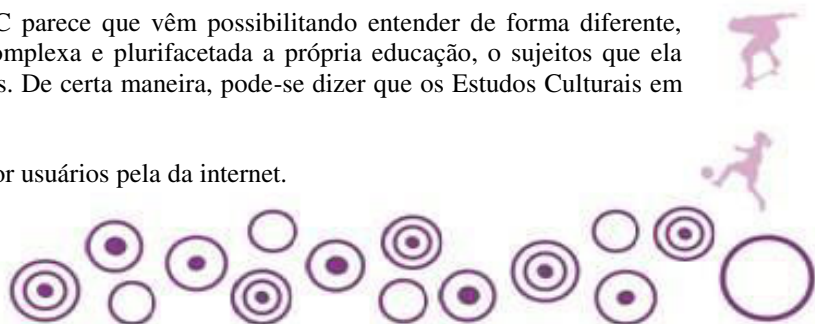 C parece que vêm possibilitando entender de forma diferente,
omplexa e plurifacetada a própria educação, o sujeitos que ela
s. De certa maneira, pode-se dizer que os Estudos Culturais em
or usuários pela da internet.